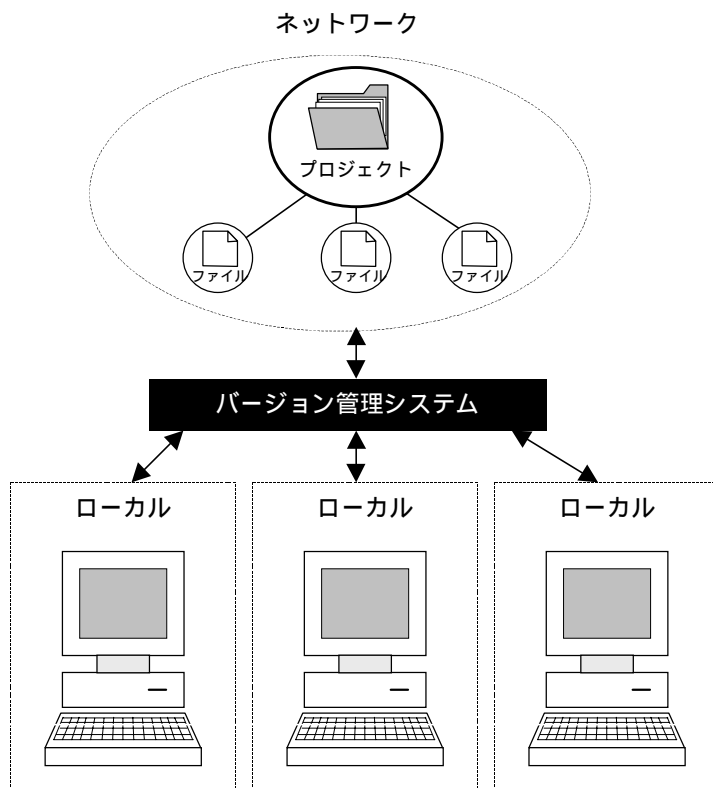 ネットワーク
プロジェクト
ファイル
ファイル
ファイル
バージョン管理システム
ローカル
ローカル
ローカル